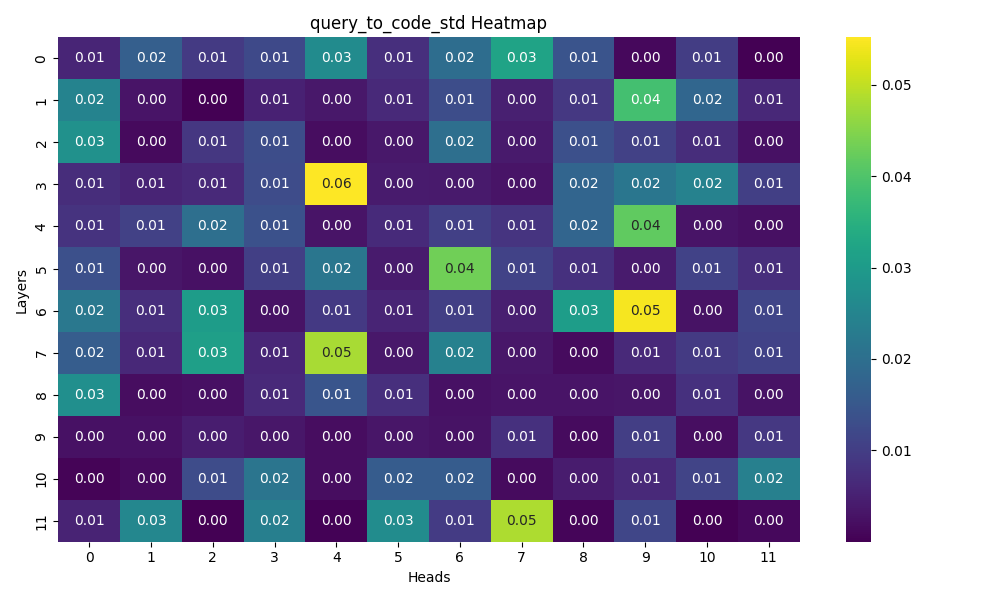 query_to_code_std Heatmap
0 0.01 0.02 0.01 0.01 0.03 0.01 0.02 0.03 0.01 0.00 0.01 0.00
1 0.02 0.00 0.00 0.01 0.00 0.01 0.01 0.00 0.01 0.04 0.02 0.01
2 0.03 0.00 0.01 0.01 0.00 0.00 0.02 0.00 0.01 0.01 0.01 0.00
3 0.01 0.01 0.01 0.01 0.06 0.00 0.00 0.00 0.02 0.02 0.02 0.01
4 0.01 0.01 0.02 0.01 0.00 0.01 0.01 0.01 0.02 0.04 0.00 0.00
5 0.01 0.00 0.00 0.01 0.02 0.00 0.04 0.01 0.01 0.00 0.01 0.01
6 0.02 0.01 0.03 0.00 0.01 0.01 0.01 0.00 0.03 0.05 0.00 0.01
7 0.02 0.01 0.03 0.01 0.05 0.00 0.02 0.00 0.00 0.01 0.01 0.01
8 0.03 0.00 0.00 0.01 0.01 0.01 0.00 0.00 0.00 0.00 0.01 0.00
9 0.00 0.00 0.00 0.00 0.00 0.00 0.00 0.01 0.00 0.01 0.00 0.01
10 0.00 0.00 0.01 0.02 0.00 0.02 0.02 0.00 0.00 0.01 0.01 0.02
11 0.01 0.03 0.00 0.02 0.00 0.03 0.01 0.05 0.00 0.01 0.00 0.00
0 1 2 3 4 5 6 7 8 9 10 11
Heads
Layers
0.05
0.04
0.03
0.02
0.01